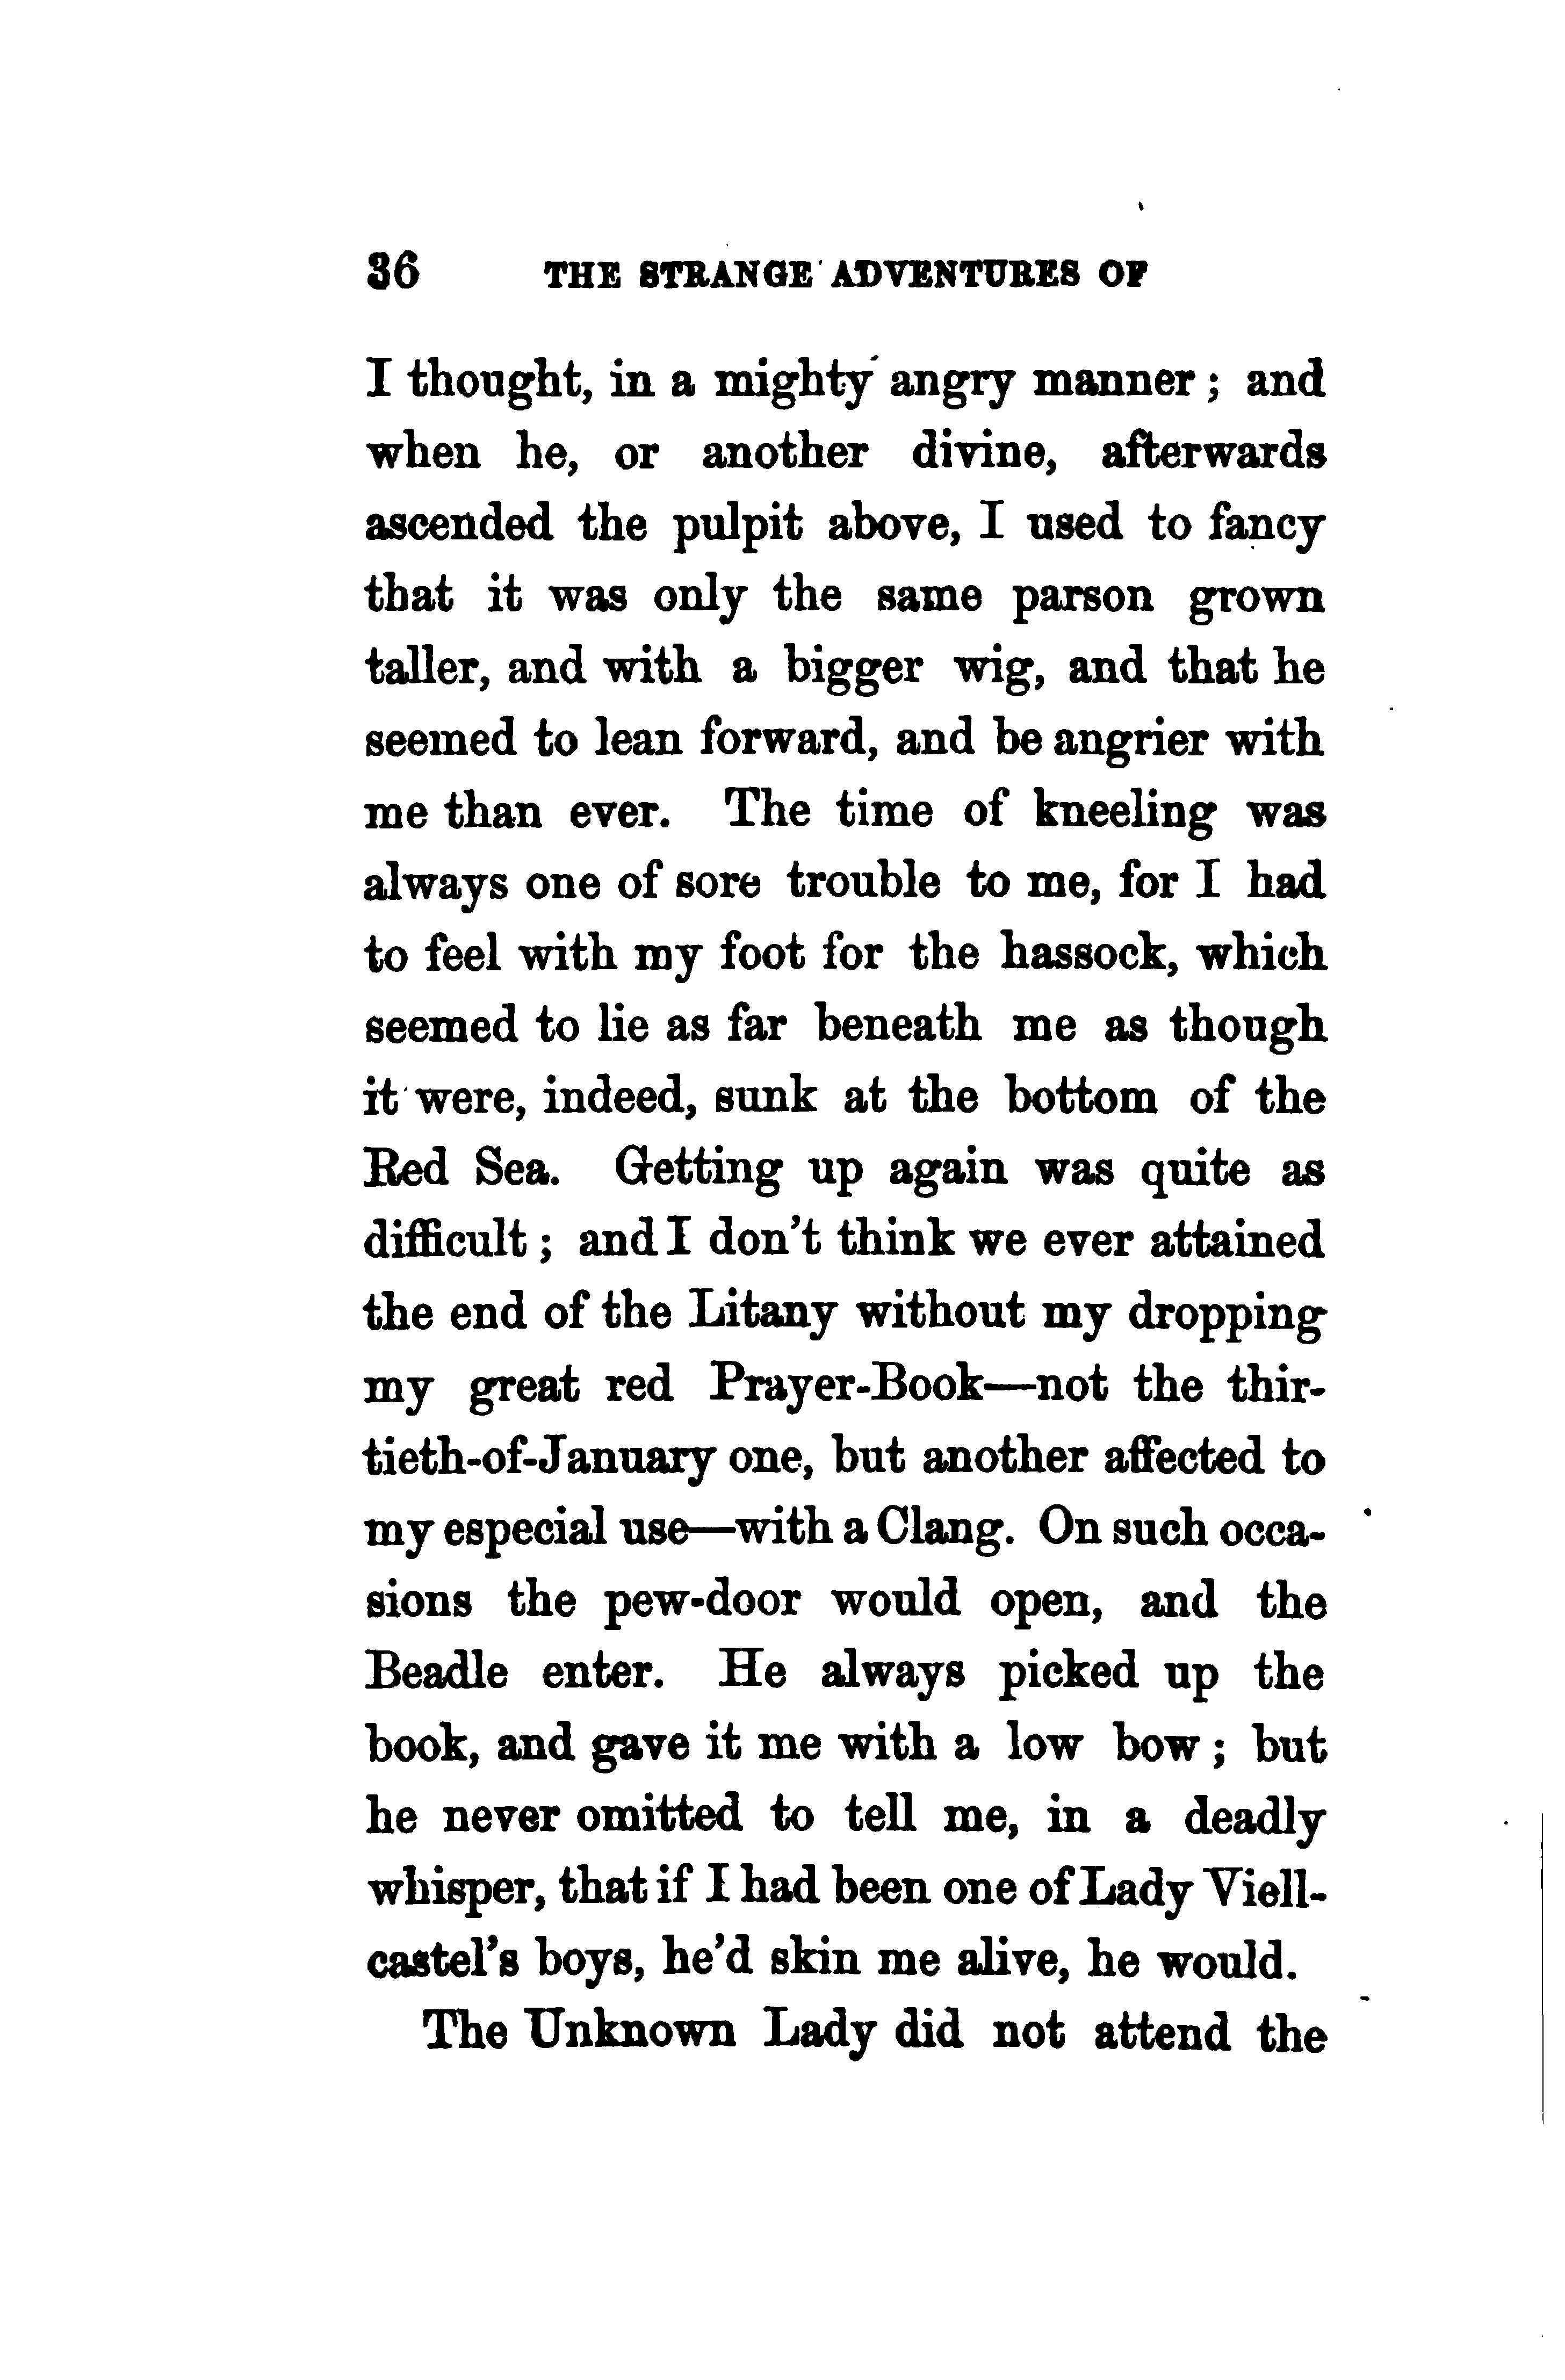 36 THE STRANGE ADVENTURES OF
I thought, in a mighty angry manner; and
when he, or another divine, afterwards
ascended the pulpit above, I used to fancy
that it was only the same parson grown
taller, and with a bigger wig, and that he
seemed to lean forward, and be angrier with
me than ever. The time of kneeling was
always one of sore trouble to me, for I had
to feel with my foot for the hassock, which
seemed to lie as far beneath me as though
it were, indeed, sunk at the bottom of the
Red Sea. Getting up again was quite as
difficult; and I don't think we ever attained
the end of the Litany without my dropping
my great red Prayer-Book—not the thir-
tieth-of-January one, but another affected to
my especial use—with a Clang. On such occa-
sions the pew-door would open, and the
Beadle enter. He always picked up the
book, and gave it me with a low bow; but
he never omitted to tell me, in a deadly
whisper, that if I had been one of Lady Viell-
castel's boys, he'd skin me alive, he would.
The Unknown Lady did not attend the